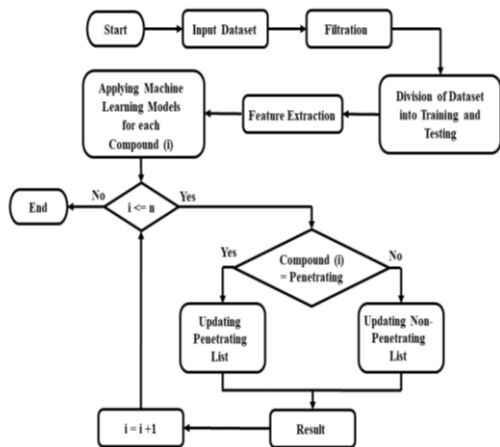 Start
Input Dataset
Filtration
Applying Machine
Learning Models
for each
Compound (i)
Feature Extraction
Division of Dataset
into Training and
Testing
No
Yes
End
i <= n
Yes
Compound (i)
= Penetrating
No
Updating
Penetrating
List
Updating Non-
Penetrating
List
i = i +1
Result